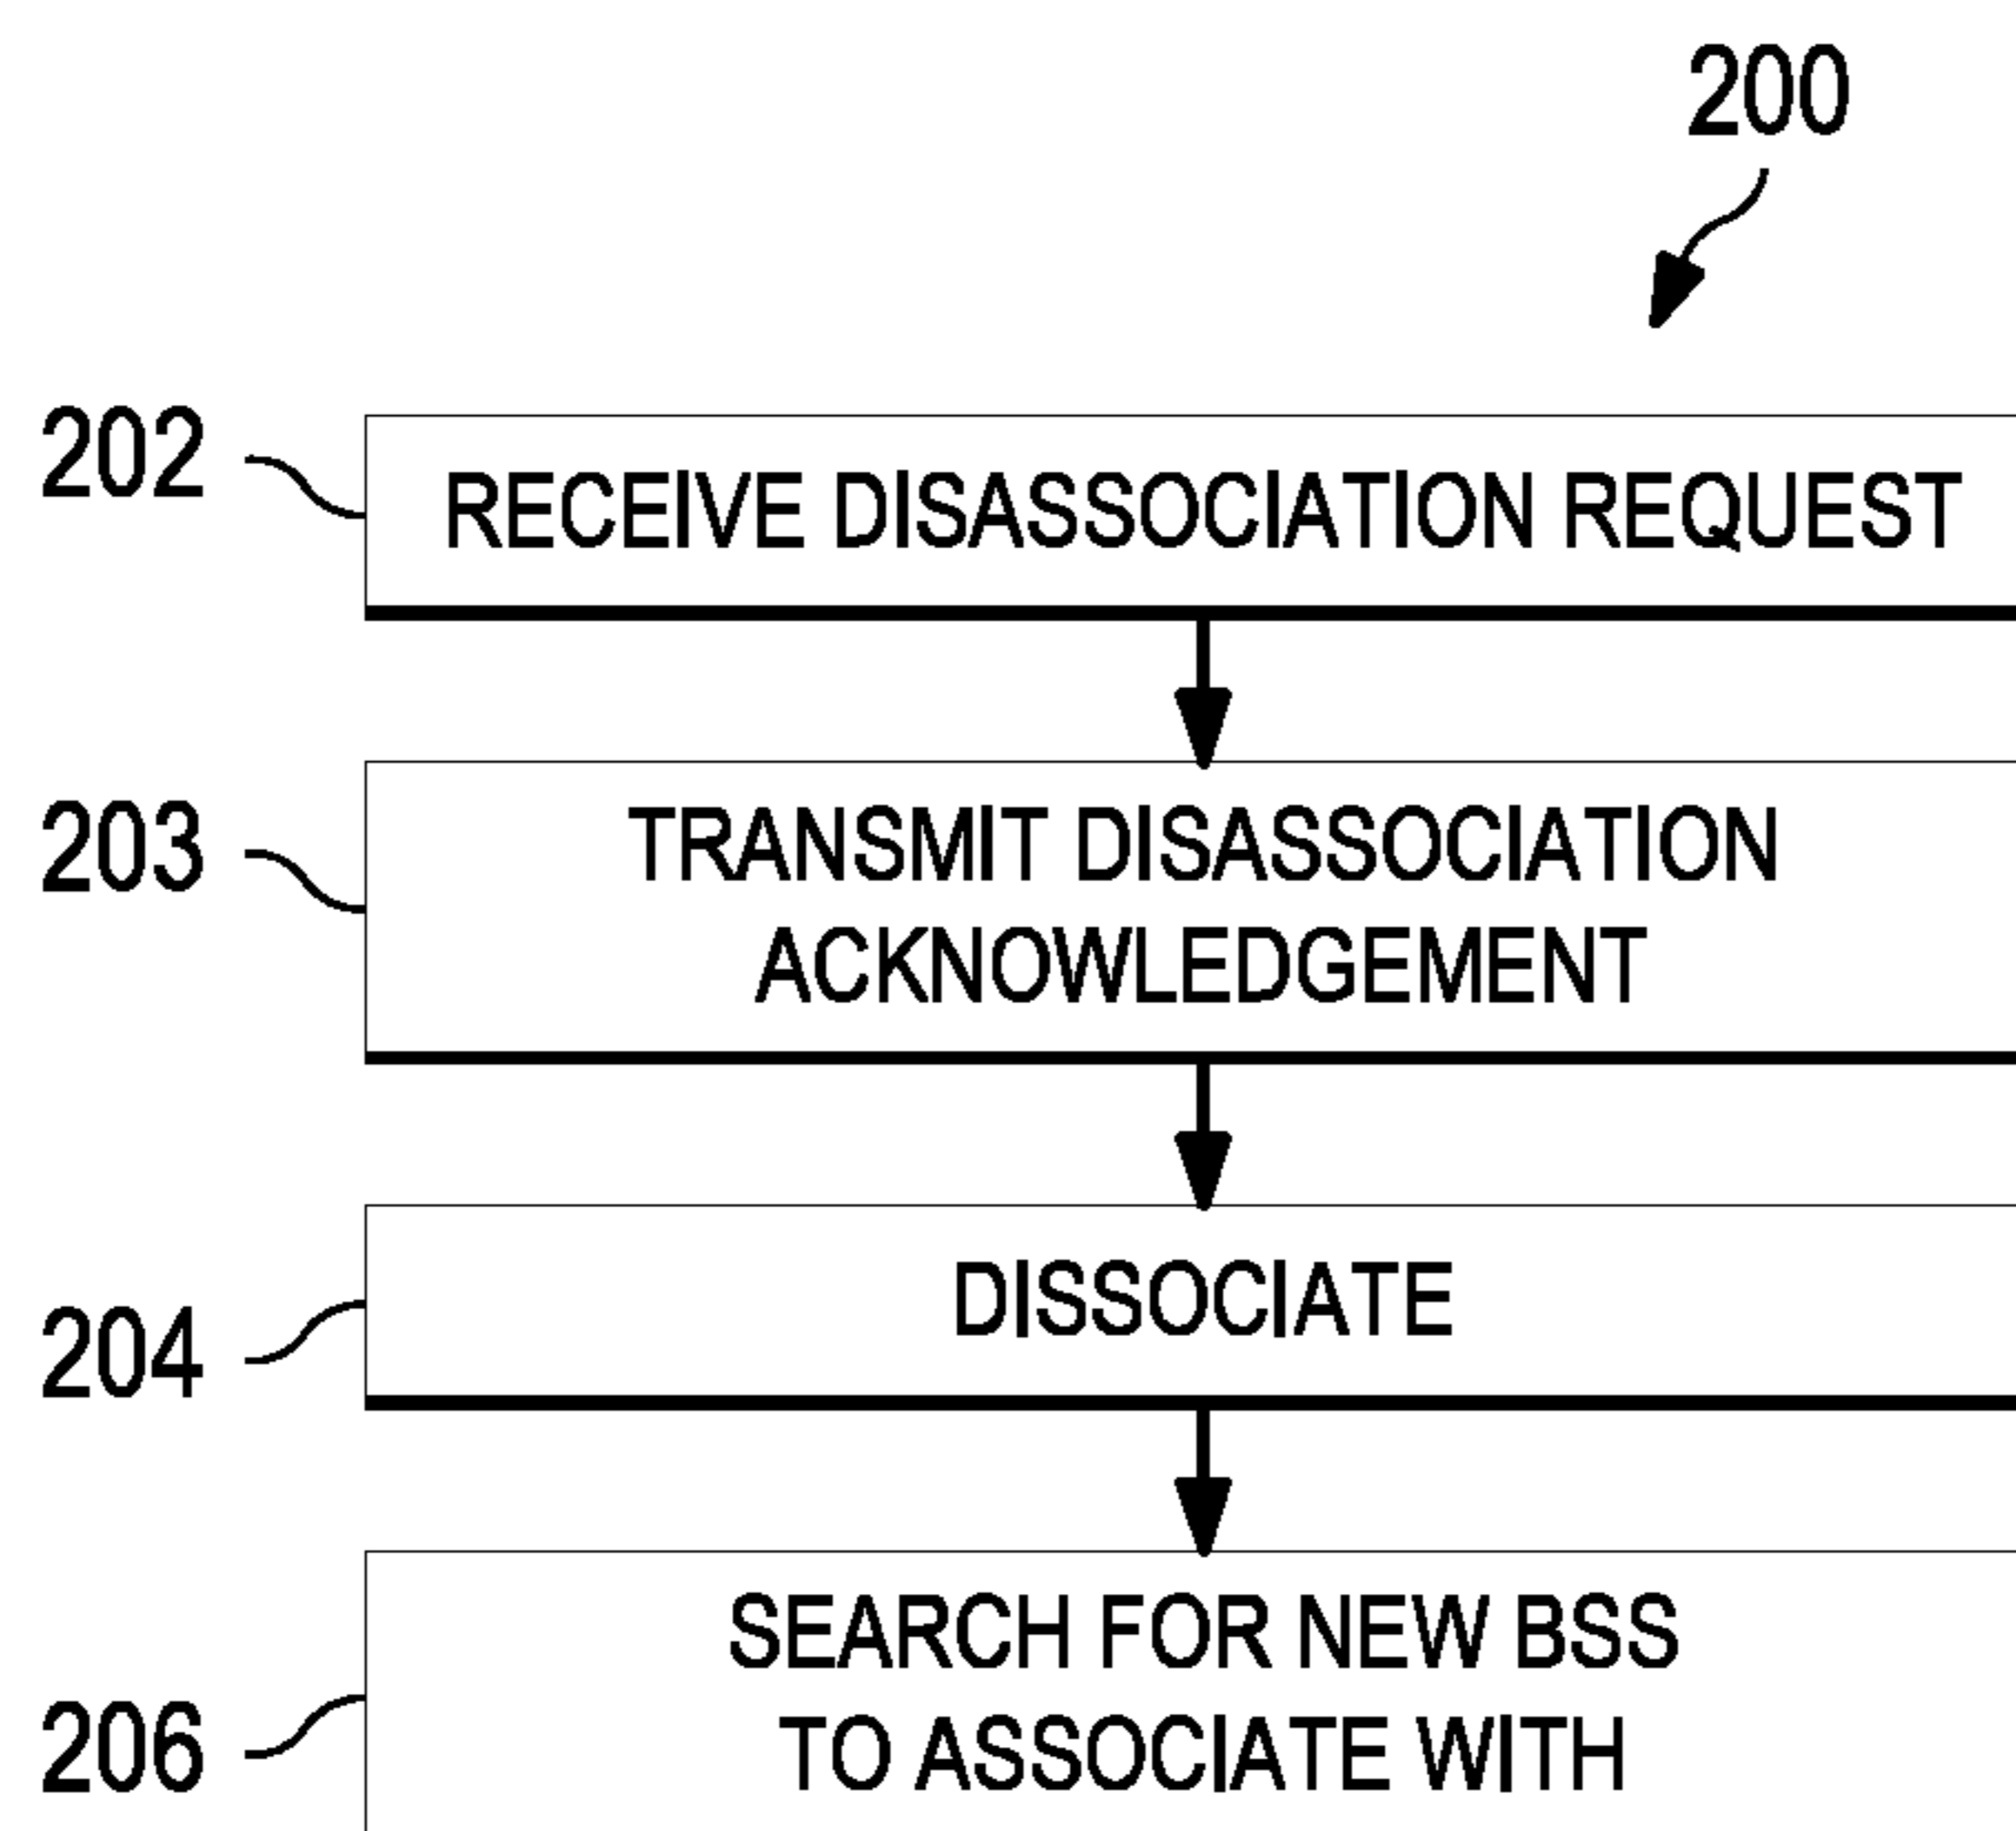 200
202 RECEIVE DISASSOCIATION REQUEST
203 TRANSMIT DISASSOCIATION
ACKNOWLEDGEMENT
204 DISSOCIATE
206 SEARCH FOR NEW BSS
TO ASSOCIATE WITH